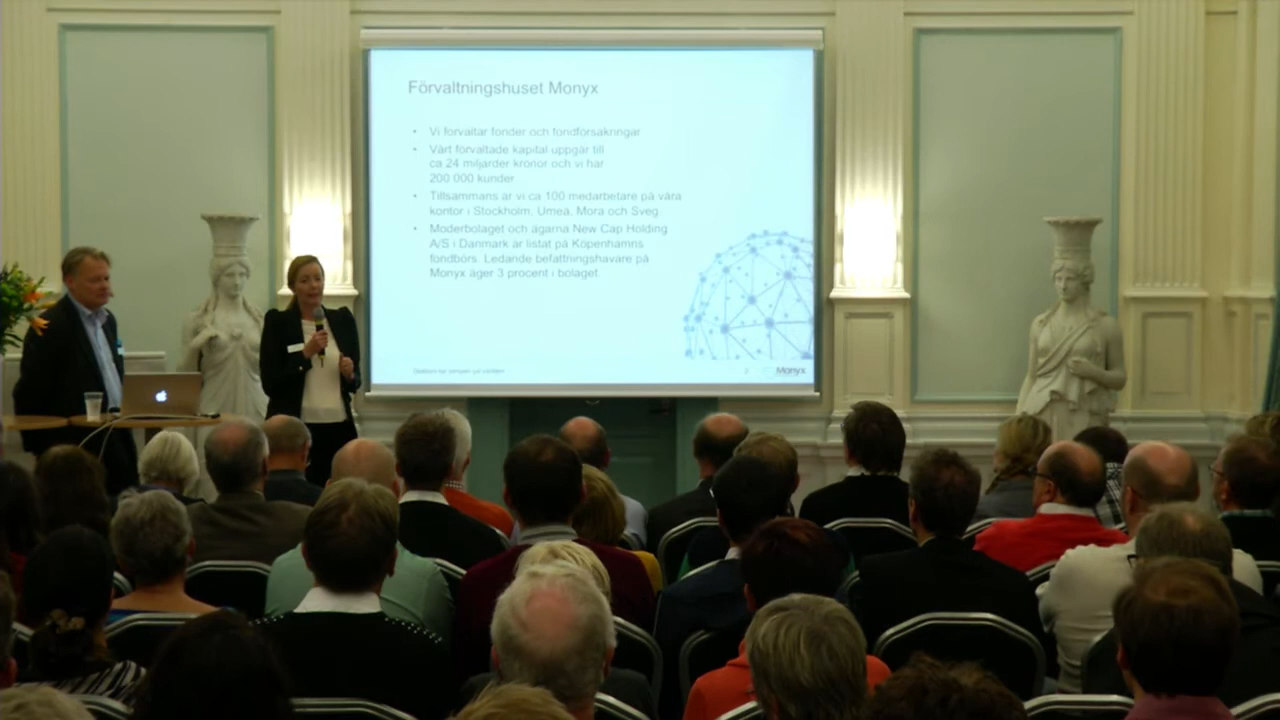 Förvaltningshuset Monyx
• Vi förvaltar fonder och fondförsäkringar
• Vårt förvaltade kapital uppgår till
ca 24 miljarder kronor och vi har
200 000 kunder
• Tillsammans är vi ca 100 medarbetare på våra
kontor i Stockholm, Umeå, Mora och Sveg.
• Moderbolaget och ägarna New Cap Holding
A/S i Danmark är listat på Köpenhamns
fondbörs. Ledande befattningshavare på
Monyx äger 3 procent i bolaget
Monyx